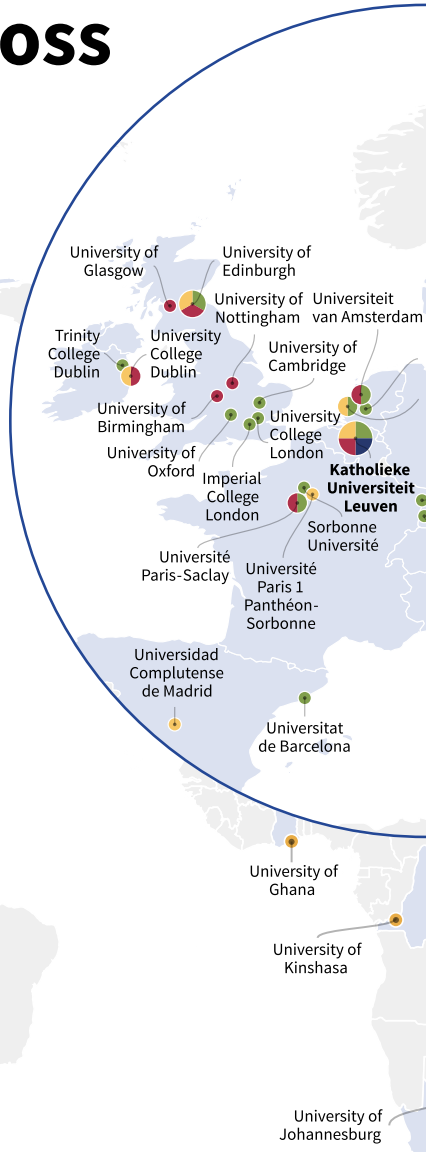 oss
University of
Glasgow
University of
Edinburgh
University of
Nottingham
Universiteit
van Amsterdam
Trinity
College
Dublin
University
College
Dublin
University of
Cambridge
University of
Birmingham
University
College
London
University of
Oxford
Imperial
College
London
Katholieke
Universiteit
Leuven
Sorbonne
Université
Université
Paris-Saclay
Université
Paris 1
Panthéon-
Sorbonne
Universidad
Complutense
de Madrid
Universitat
de Barcelona
University of
Ghana
University of
Kinshasa
University of
Johannesburg